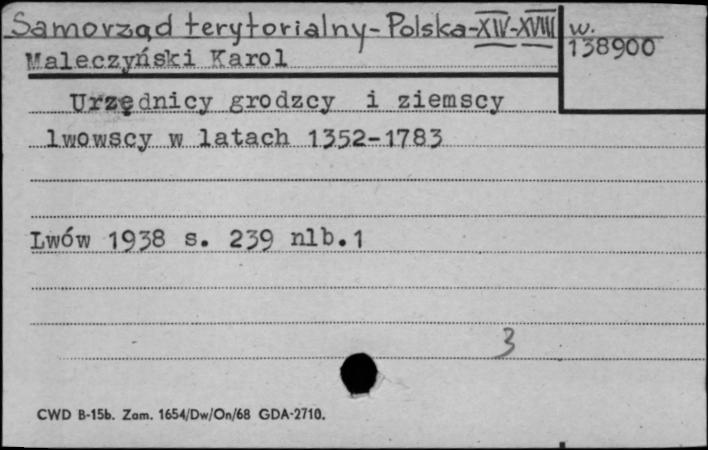 Samorząd terytorialny-Polska-XIV-XVIII
w.
138900
Maleczyński Karol
Urzędnicy grodzcy i ziemscy
lwowscy w latach 1352-1783
Lwów 1938 s. 239 nlb.1
3
CWD B-15b. Zam. 1654/Dw/On/68 GDA-2710.